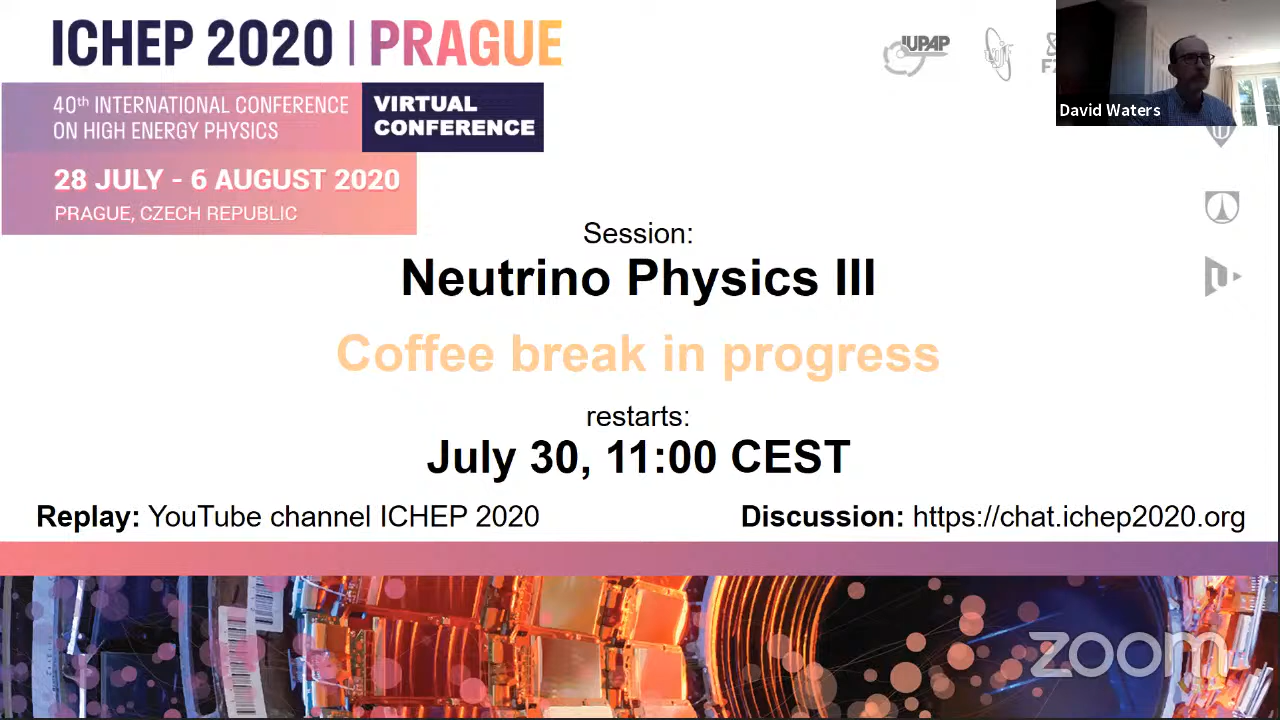 ICHEP 2020 | PRAGUE
IUPAP
40th INTERNATIONAL CONFERENCE
ON HIGH ENERGY PHYSICS
VIRTUAL
CONFERENCE
David Waters
28 JULY - 6 AUGUST 2020
PRAGUE, CZECH REPUBLIC
Session:
Neutrino Physics III
Coffee break in progress
restarts:
July 30, 11:00 CEST
Replay: YouTube channel ICHEP 2020
Discussion: https://chat.ichep2020.org
zoom